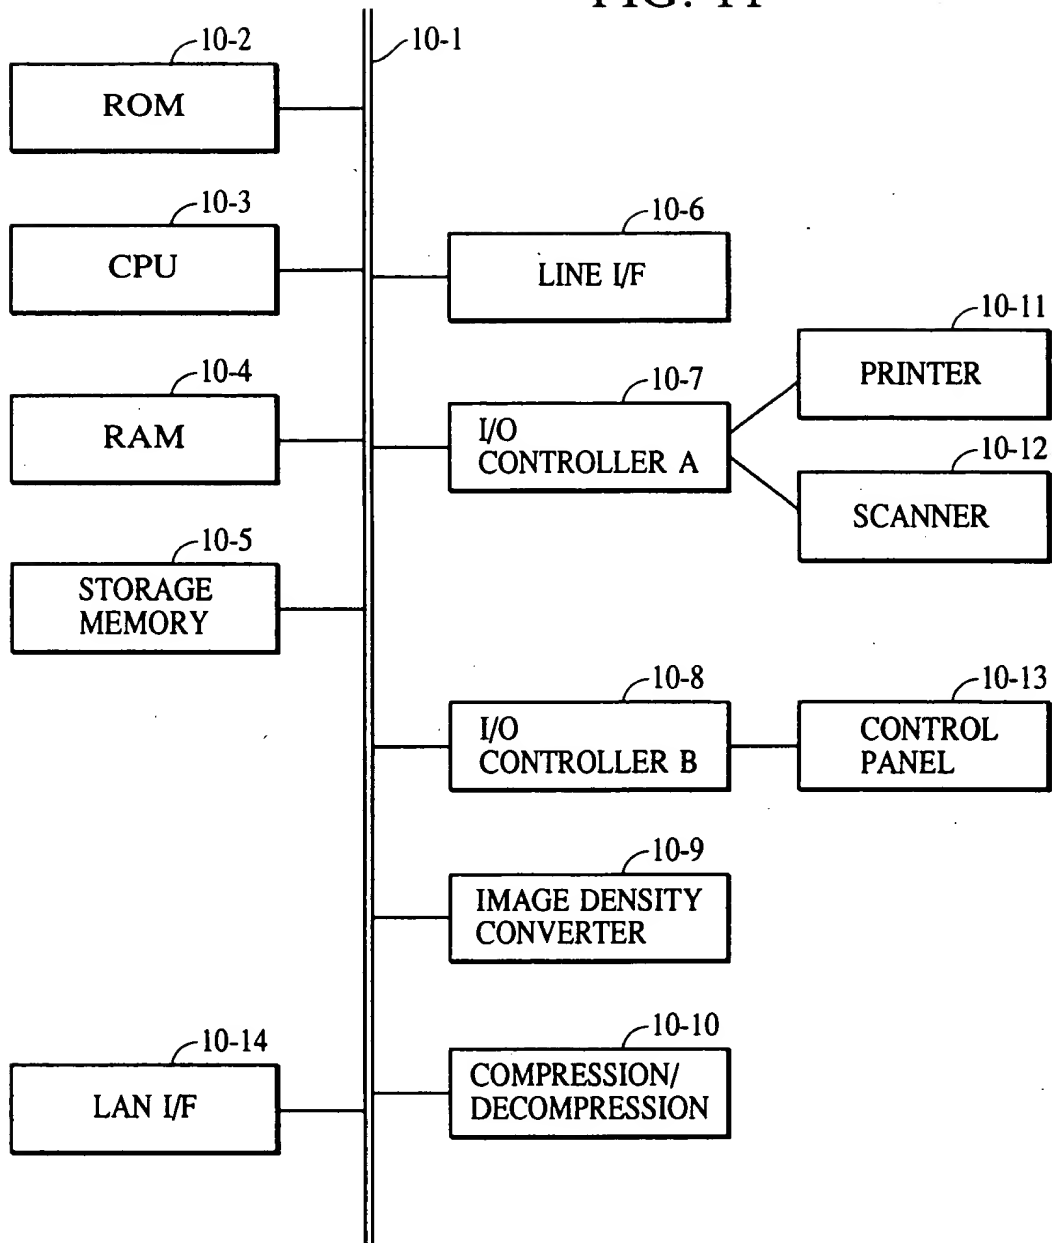 FIG. 11
10-2
10-1
ROM
10-3
CPU
10-6
LINE I/F
10-11
PRINTER
10-4
RAM
10-7
I/O
CONTROLLER A
10-12
SCANNER
10-5
STORAGE
MEMORY
10-8
I/O
CONTROLLER B
10-13
CONTROL
PANEL
10-9
IMAGE DENSITY
CONVERTER
10-14
LAN I/F
10-10
COMPRESSION/
DECOMPRESSION